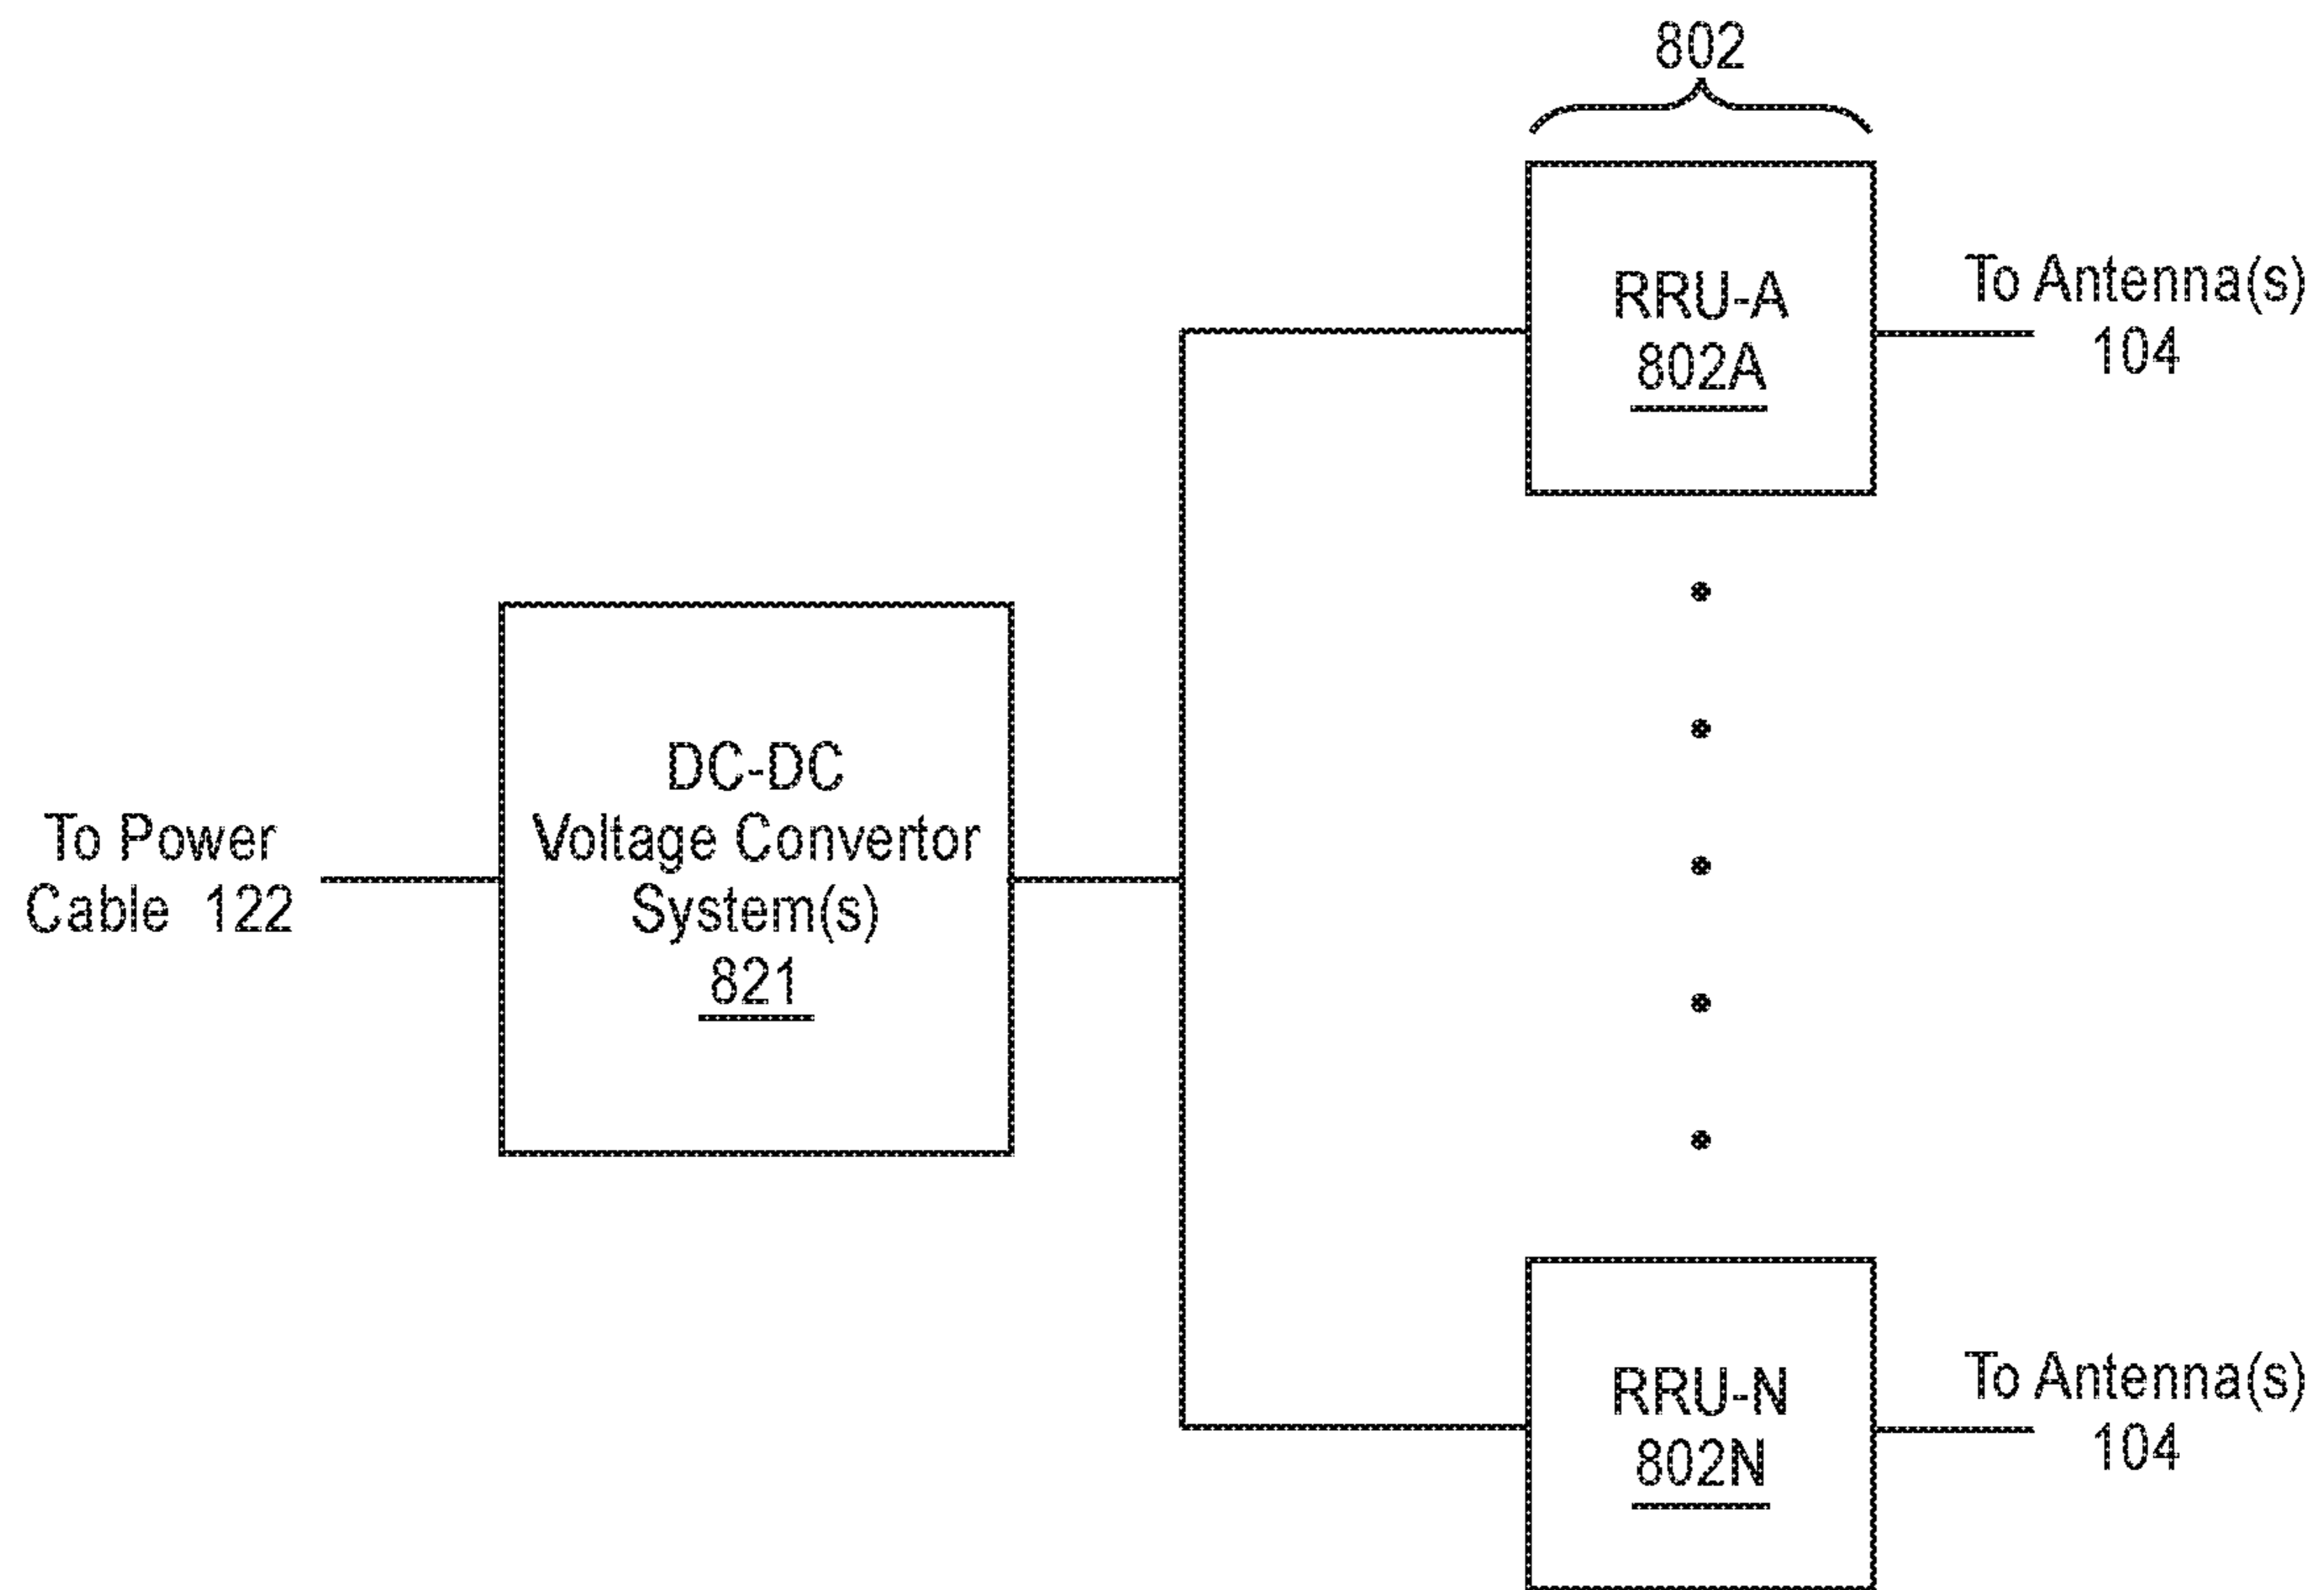 802
RRU-A
802A
To Antenna(s)
104
DC-DC
Voltage Convertor
System(s)
821
To Power
Cable 122
RRU-N
802N
To Antenna(s)
104